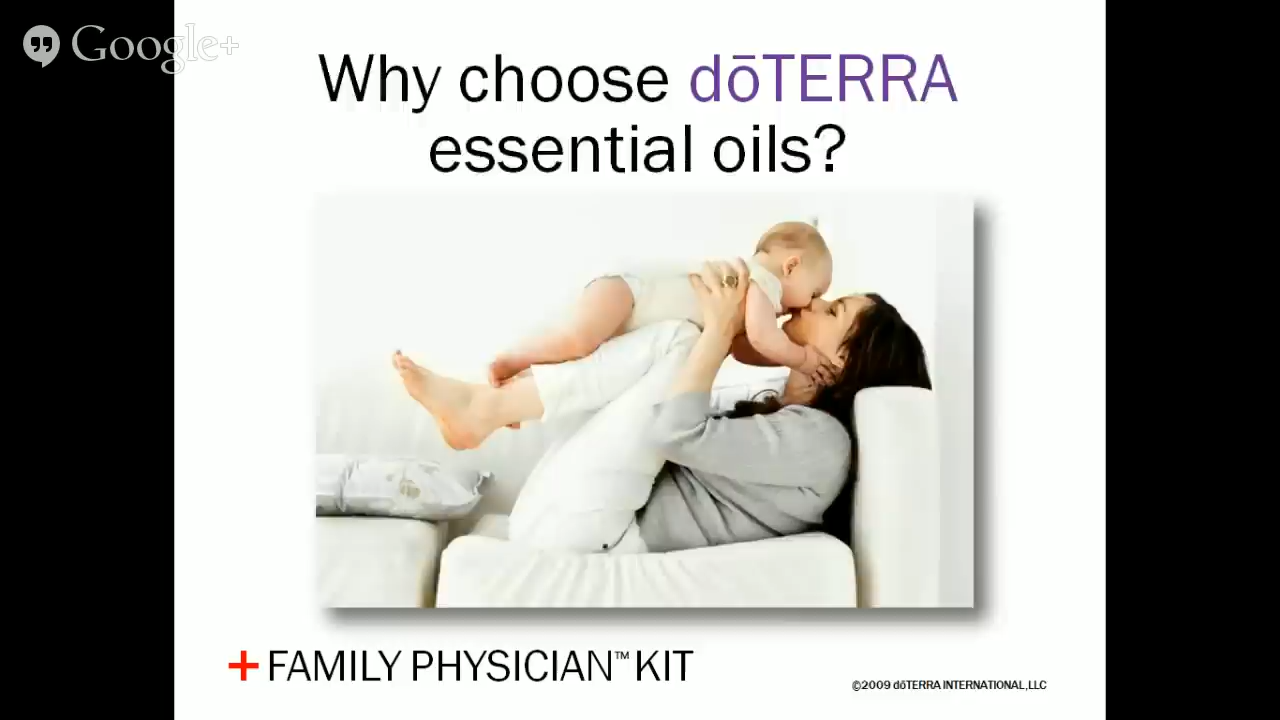 Google+
Why choose dōTERRA
essential oils?
+FAMILY PHYSICIAN™ KIT
©2009 dōTERRA INTERNATIONAL,LLC